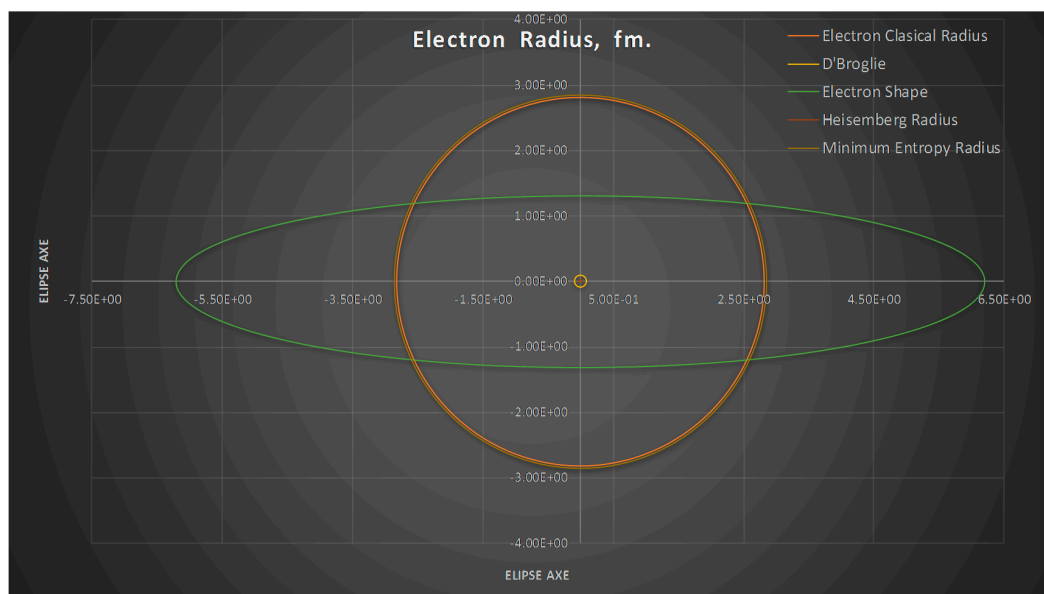 Electron Radius, fm.
Electron Clasical Radius
D'Broglie
Electron Shape
Heisemberg Radius
Minimum Entropy Radius
4.00E+00
3.00E+00
2.00E+00
1.00E+00
0.00E+00
-1.00E+00
-2.00E+00
-3.00E+00
-4.00E+00
-7.50E+00 -5.50E+00 -3.50E+00 -1.50E+00 5.00E-01 2.50E+00 4.50E+00 6.50E+00
ELIPSE AXE
ELIPSE AXE